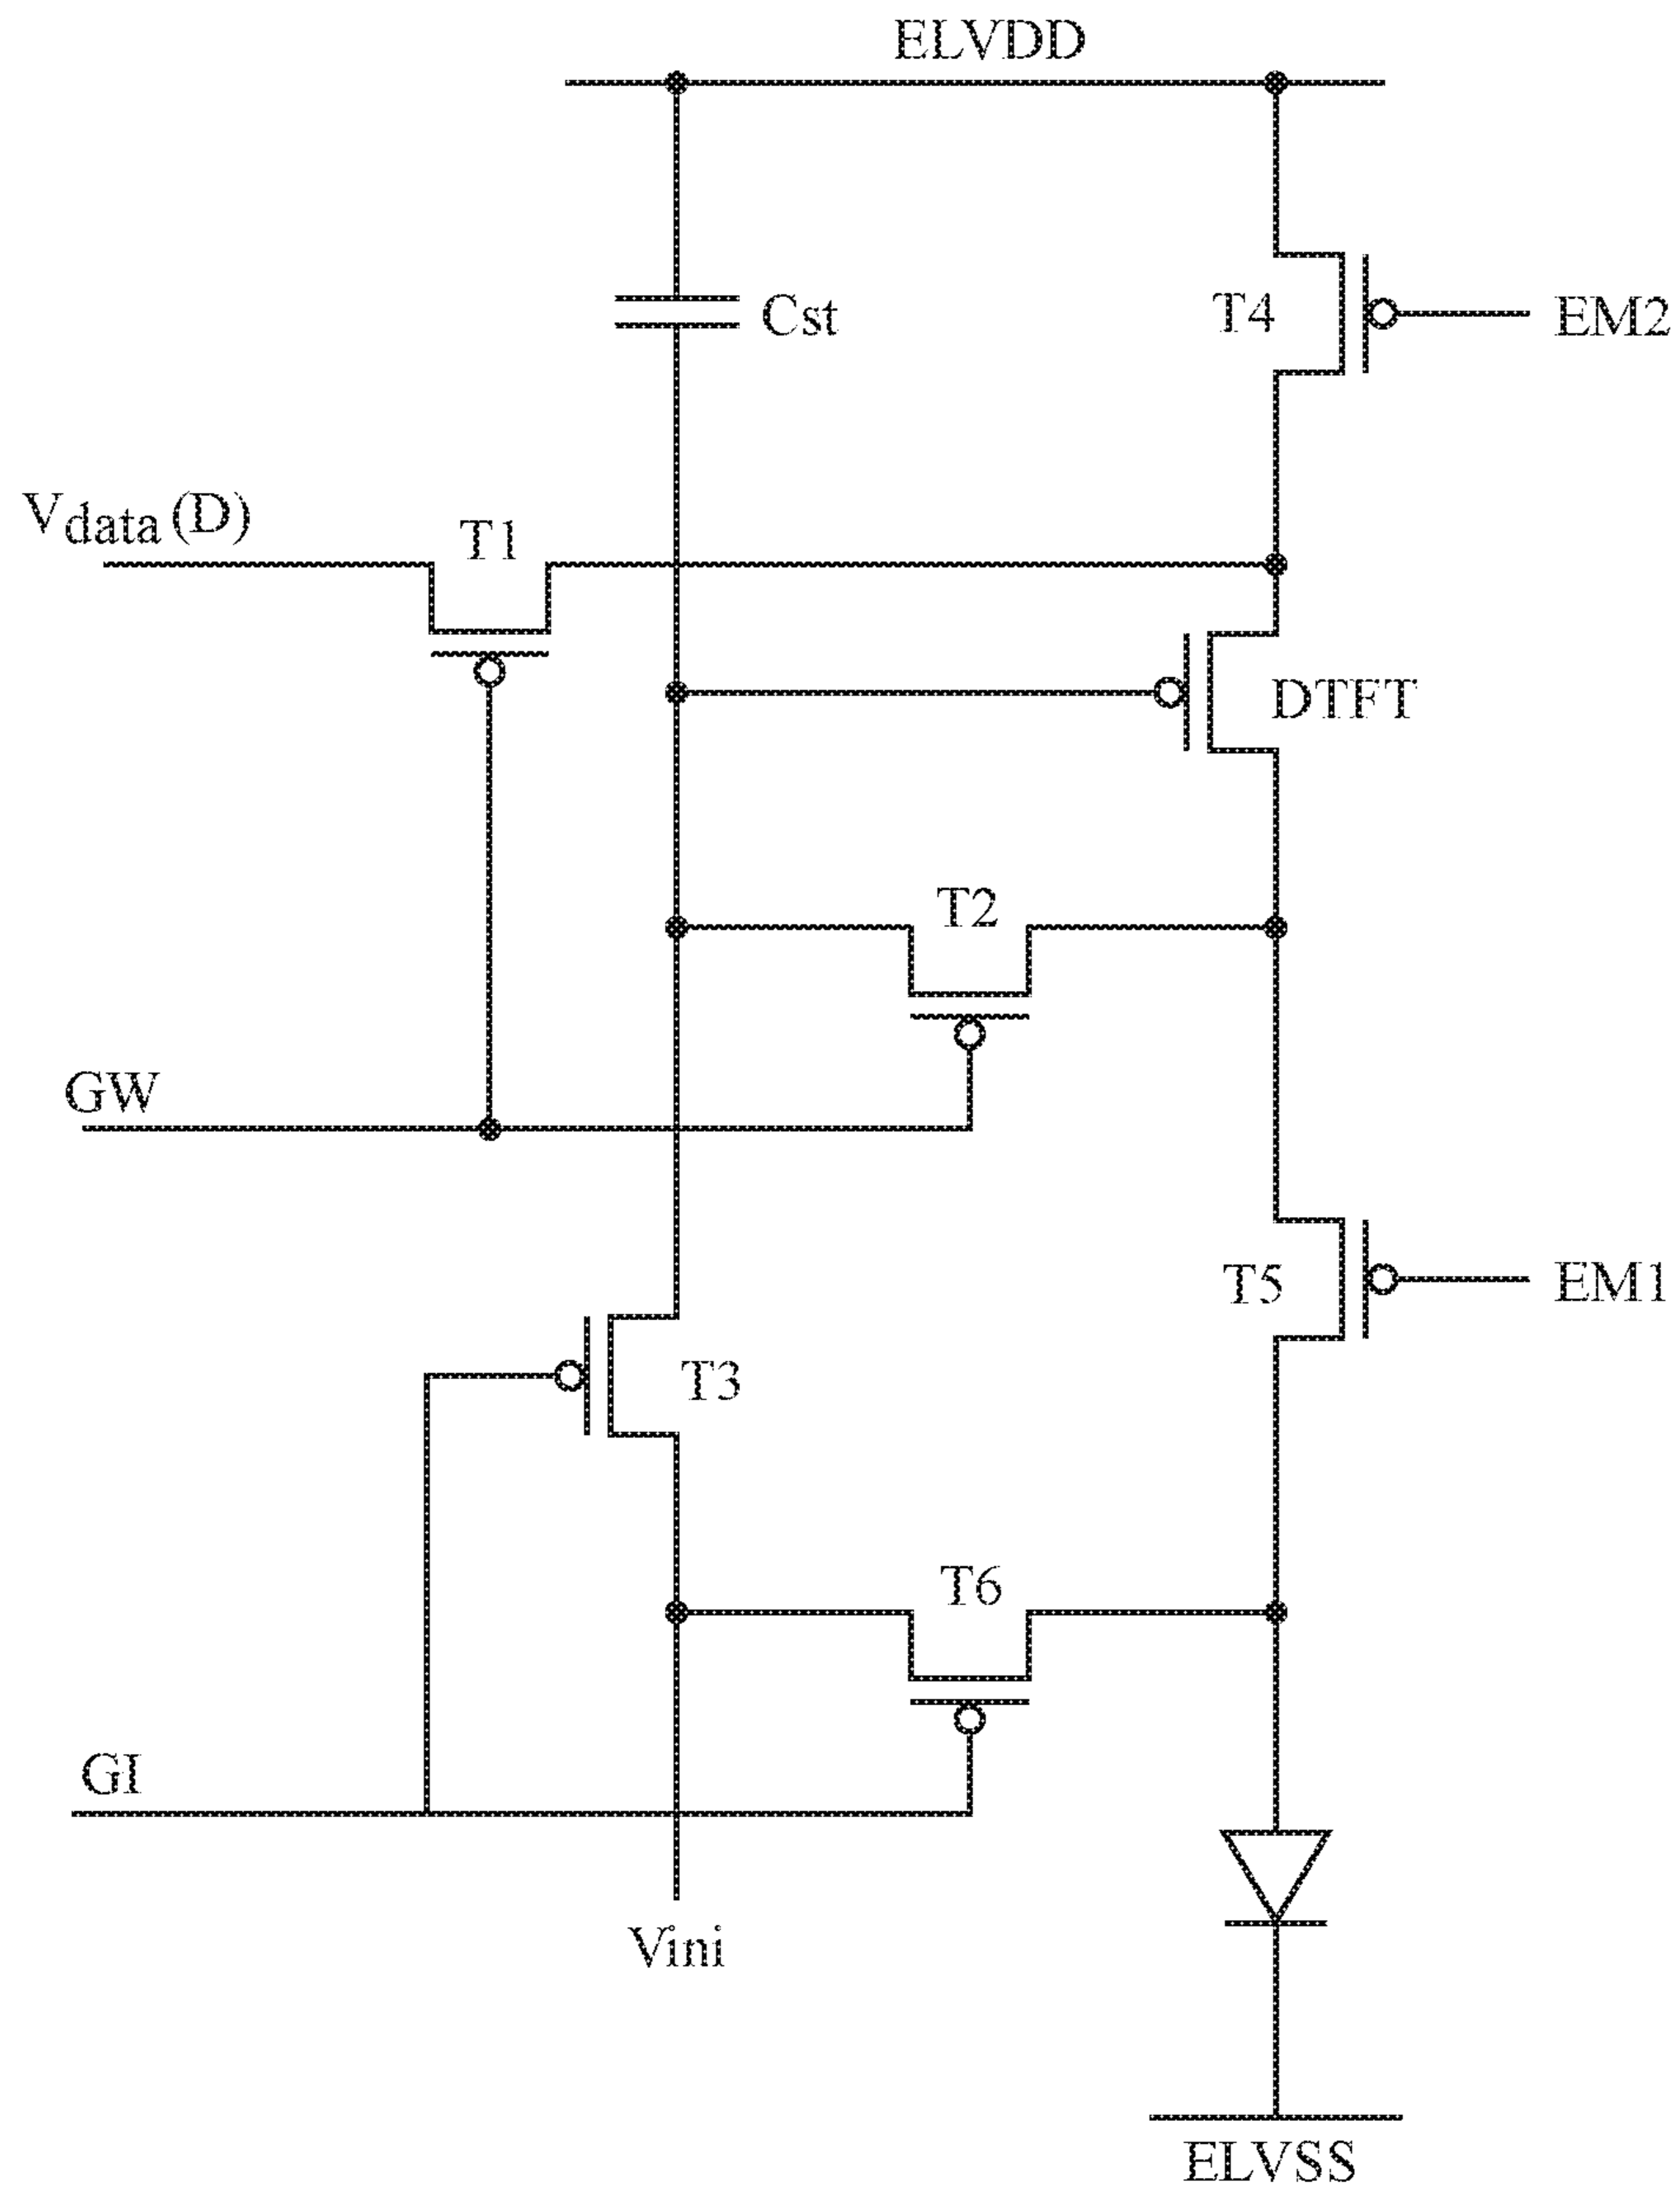 ELVDD
Cst
T4
EM2
Vdata (D)
T1
DTFT
T2
GW
T5
EM1
T3
T6
GI
Vini
ELVSS